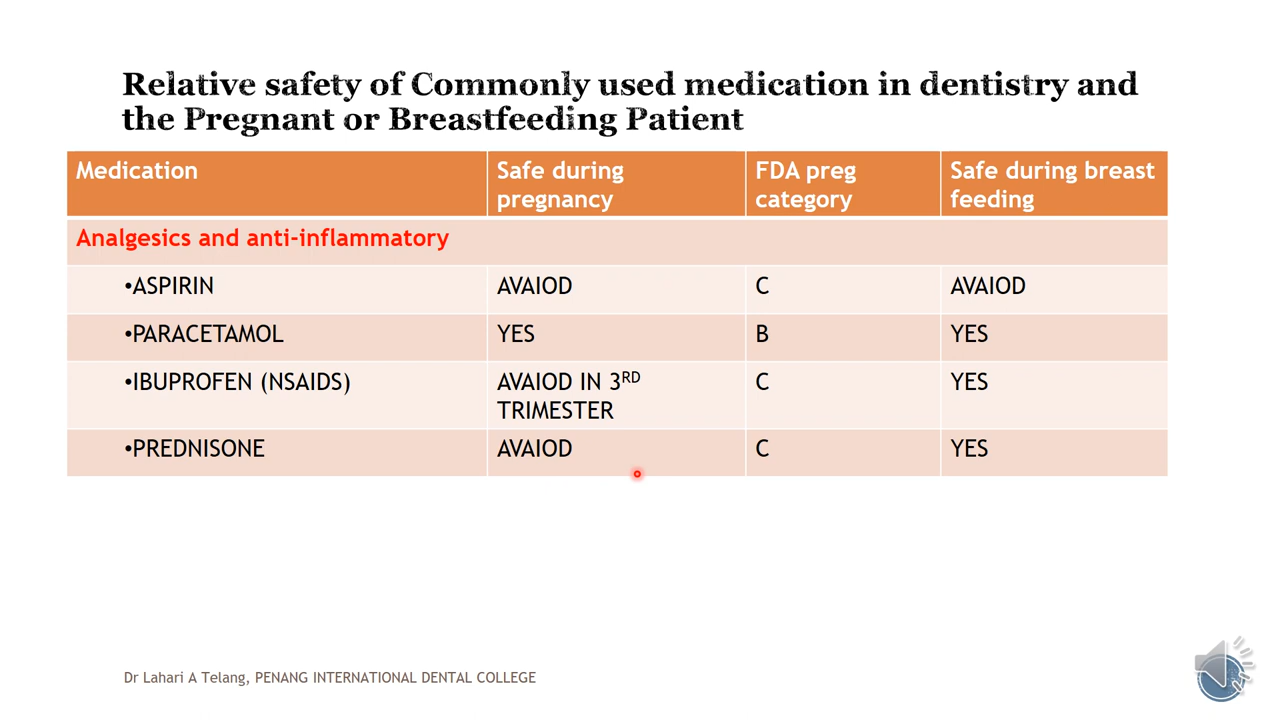 Relative safety of Commonly used medication in dentistry and
the Pregnant or Breastfeeding Patient
Medication
Safe during pregnancy
FDA preg category
Safe during breast feeding
Analgesics and anti-inflammatory
•ASPIRIN
AVAIOD
C
AVAIOD
•PARACETAMOL
YES
B
YES
•IBUPROFEN (NSAIDS)
AVAIOD IN 3RD
TRIMESTER
C
YES
•PREDNISONE
AVAIOD
C
YES
Dr Lahari A Telang, PENANG INTERNATIONAL DENTAL COLLEGE